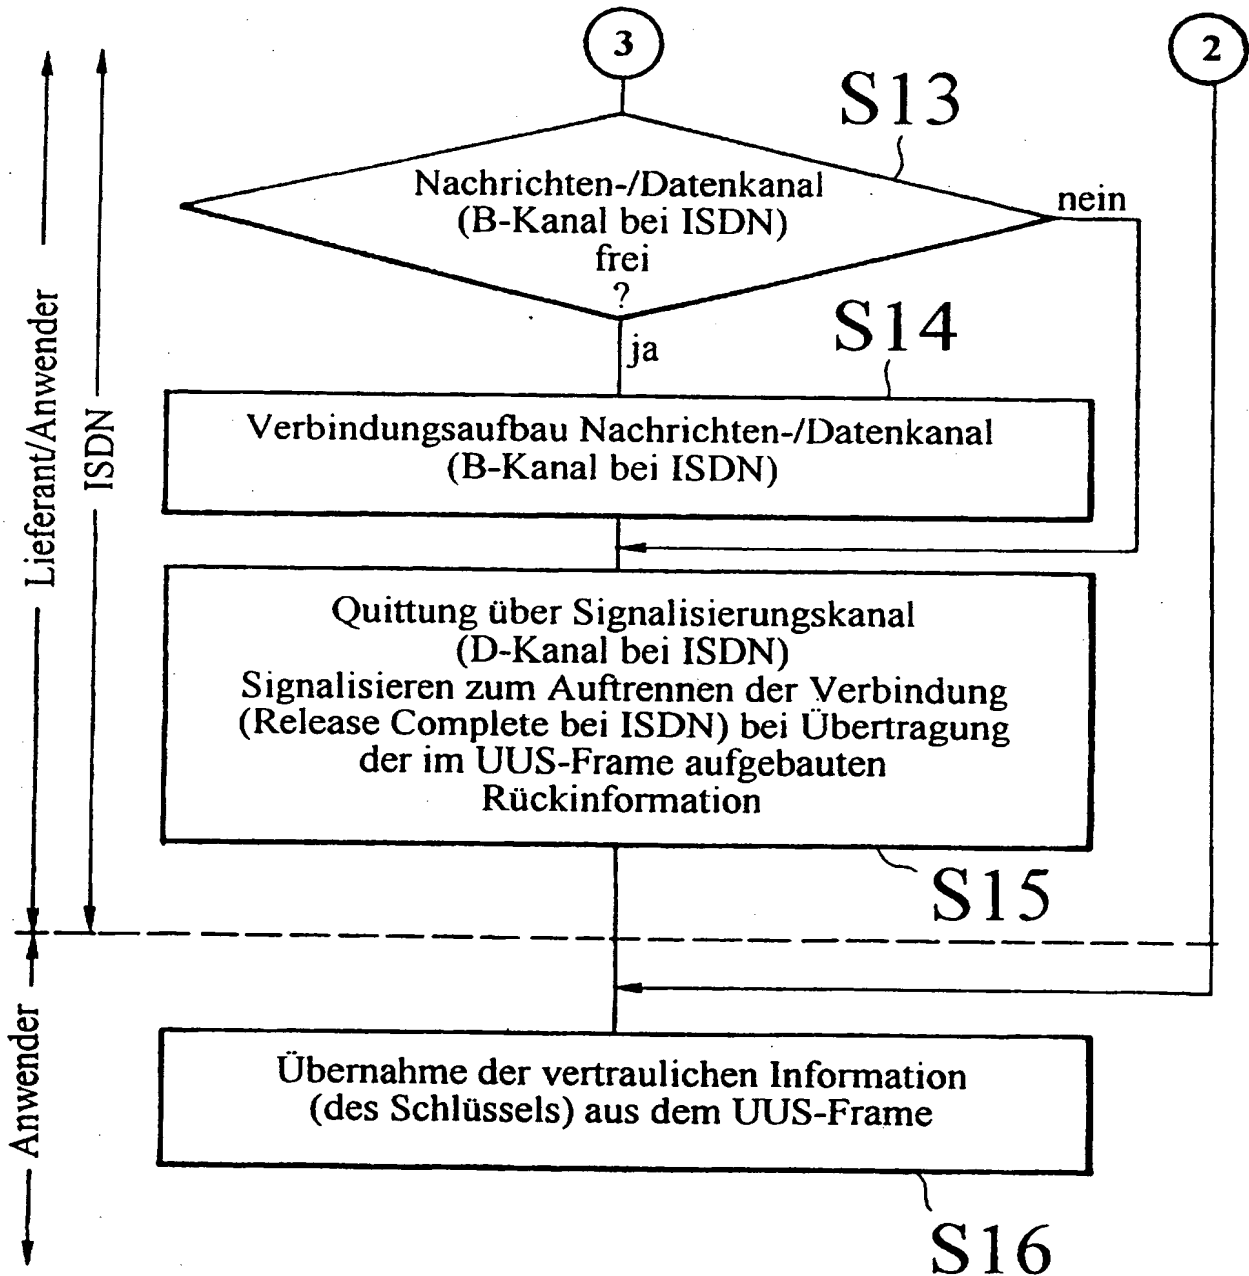 3
2
S13
Nachrichten-/Datenkanal
(B-Kanal bei ISDN)
frei
?
nein
ja
S14
Verbindungsaufbau Nachrichten-/Datenkanal
(B-Kanal bei ISDN)
Lieferant/Anwender
ISDN
Quittung über Signalisierungskanal
(D-Kanal bei ISDN)
Signalisieren zum Auftrennen der Verbindung
(Release Complete bei ISDN) bei Übertragung
der im UUS-Frame aufgebauten
Rückinformation
S15
Anwender
Übernahme der vertraulichen Information
(des Schlüssels) aus dem UUS-Frame
S16